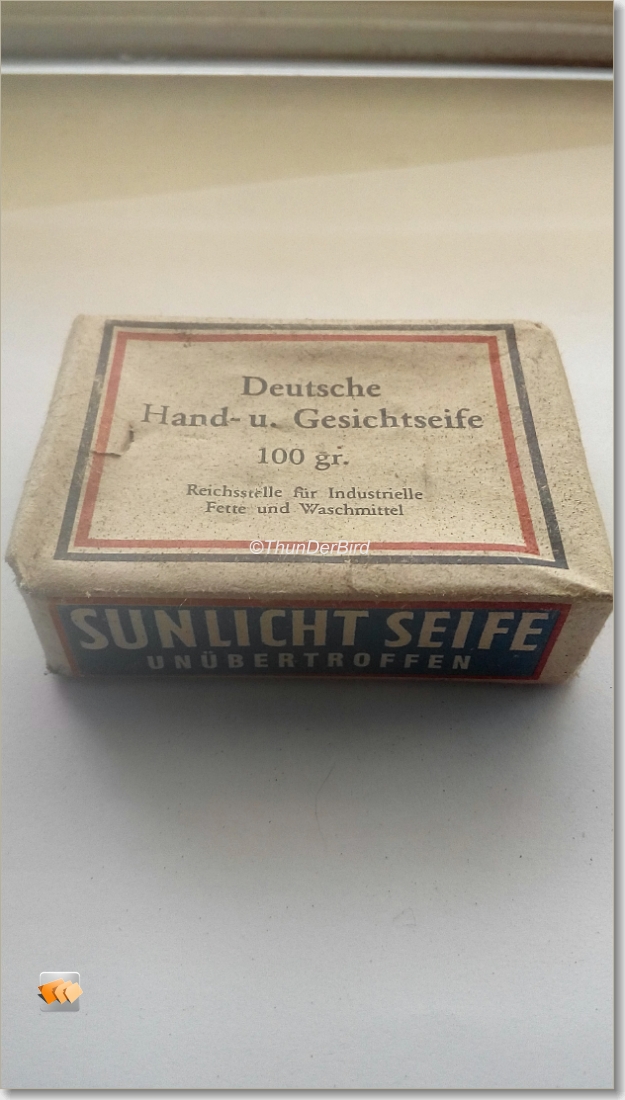 Deutsche
Hand- u. Gesichtseife
100 gr.
Reichsstelle für Industrielle
Fette und Waschmittel
©ThunDerBird
SUNLICHT SEIFE
UNÜBERTROFFEN